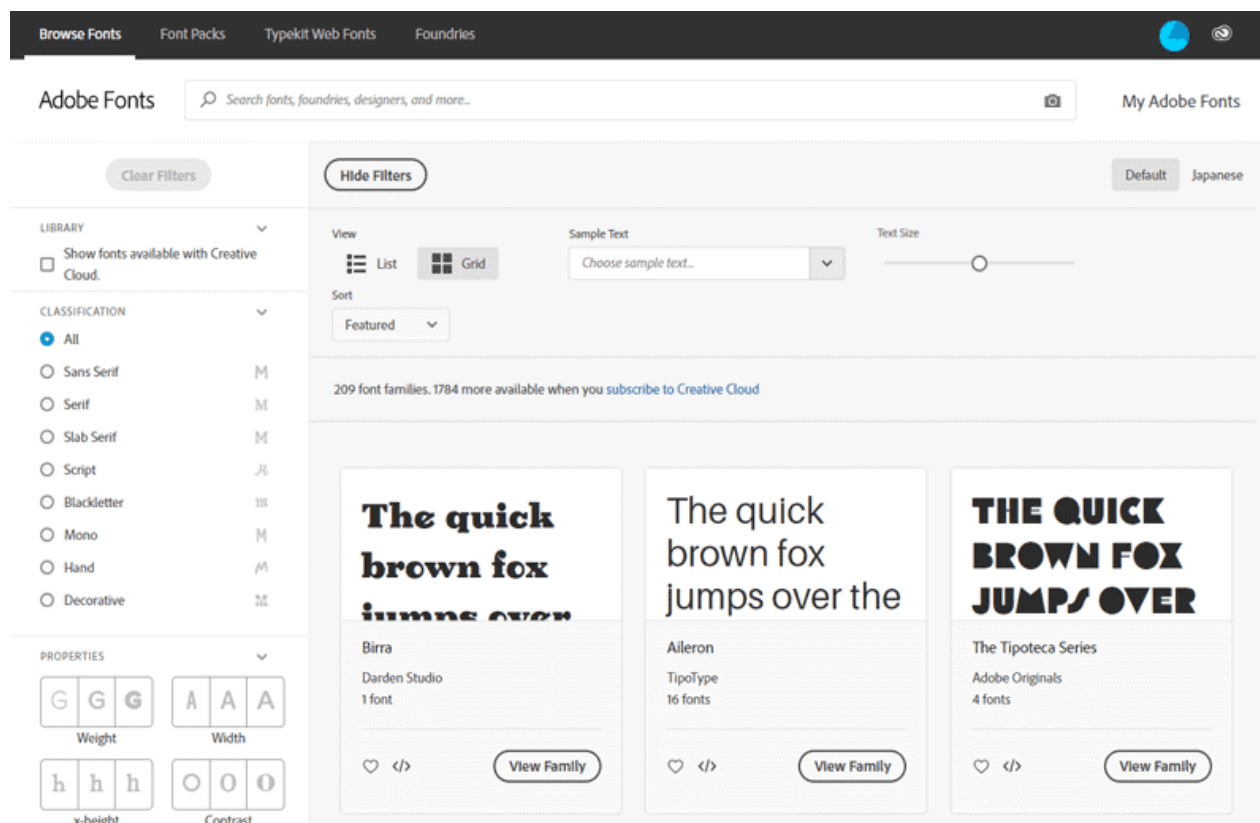 Browse Fonts Font Packs Typekit Web Fonts Foundries
Adobe Fonts Search fonts, foundries, designers, and more... My Adobe Fonts
Clear Filters Hide Filters Default Japanese
LIBRARY
Show fonts available with Creative
Cloud.
View Sample Text Text Size
List Grid Choose sample text...
Sort
Featured
CLASSIFICATION
All
Sans Serif M
Serif M
Slab Serif M
Script M
Blackletter m
Mono M
Hand M
Decorative M
209 font families. 1784 more available when you subscribe to Creative Cloud
PROPERTIES
G G G A A A
Weight Width
h h h O O O
x-height Contrast
The quick
brown fox
jumps over
Birra
Darden Studio
1 font
</> View Family
The quick
brown fox
jumps over the
Aileron
TipoType
16 fonts
</> View Family
THE QUICK
BROWN FOX
JUMPS OVER
The Tipoteca Series
Adobe Originals
4 fonts
</> View Family